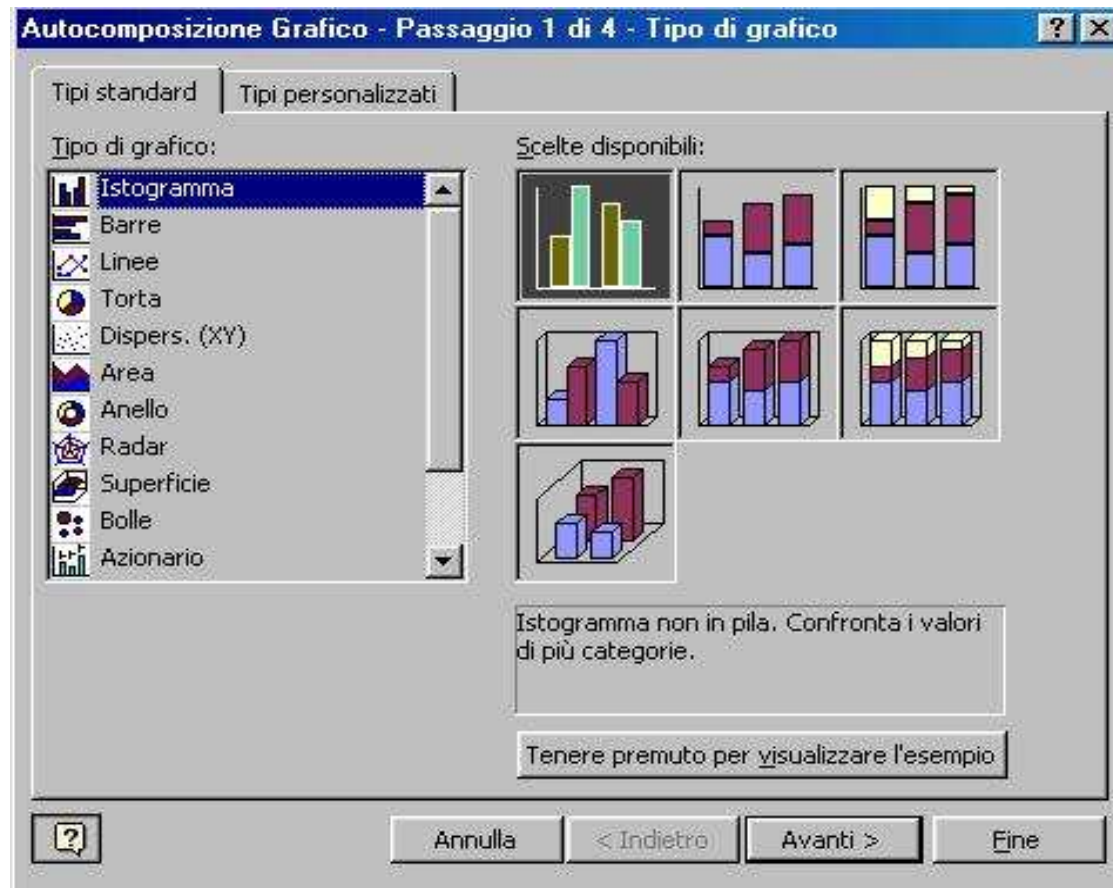 Autocomposizione Grafico - Passaggio 1 di 4 - Tipo di grafico
Tipi standard
Tipi personalizzati
Tipo di grafico:
Istogramma
Barre
Linee
Torta
Dispers. (XY)
Area
Anello
Radar
Superficie
Bolle
Azionario
Scelte disponibili:
Istogramma non in pila. Confronta i valori
di più categorie.
Tenere premuto per visualizzare l'esempio
Annulla
< Indietro
Avanti >
Fine